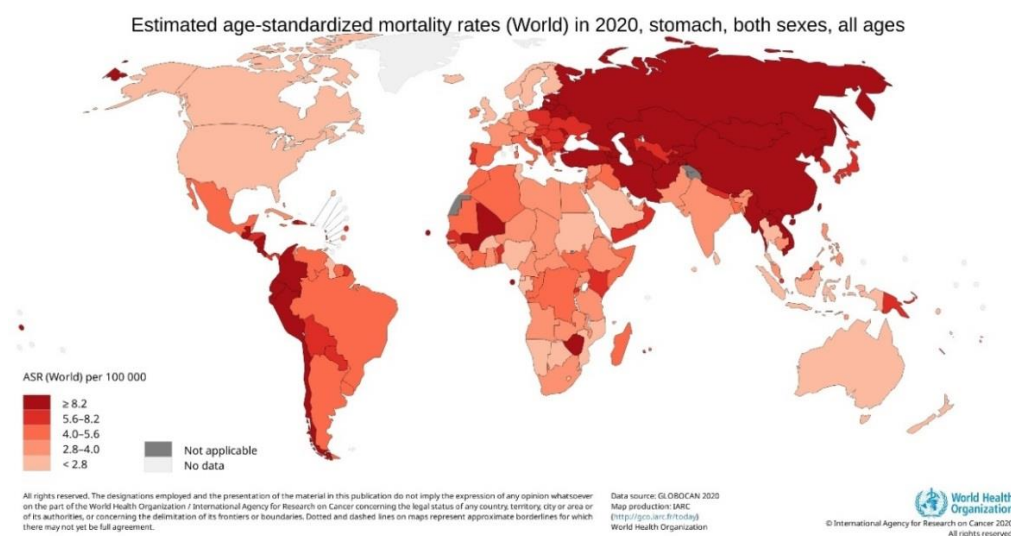 Estimated age-standardized mortality rates (World) in 2020, stomach, both sexes, all ages
ASR (World) per 100 000
≥ 8.2
5.6–8.2
4.0–5.6
2.8–4.0
< 2.8
Not applicable
No data
All rights reserved. The designations employed and the presentation of the material in this publication do not imply the expression of any opinion whatsoever
on the part of the World Health Organization / International Agency for Research on Cancer concerning the legal status of any country, territory, city or area or
of its authorities, or concerning the delimitation of its frontiers or boundaries. Dotted and dashed lines on maps represent approximate borderlines for which
there may not yet be full agreement.
Data source: GLOBOCAN 2020
Map production: IARC
(http://gco.iarc.fr/today)
World Health Organization
World Health
Organization
© International Agency for Research on Cancer 2020
All rights reserved.